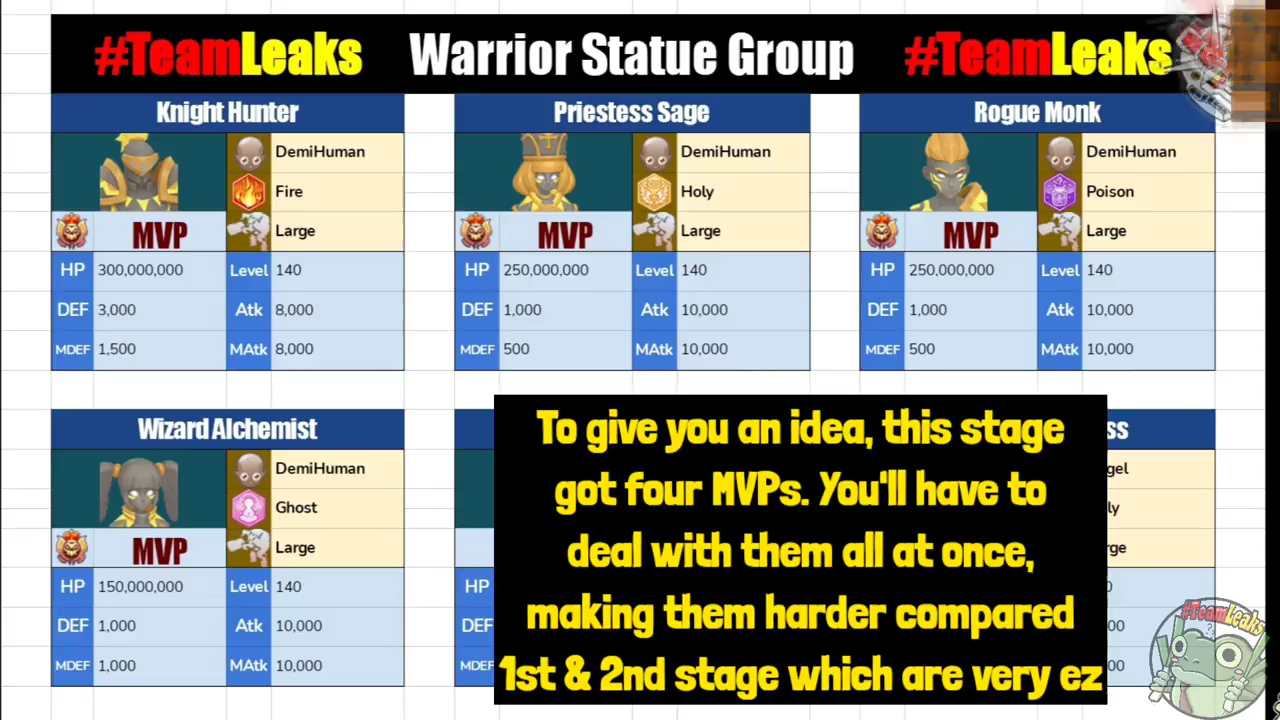 #TeamLeaks Warrior Statue Group #TeamLeaks
Knight Hunter
DemiHuman
Fire
MVP Large
HP 300,000,000 Level 140
DEF 3,000 Atk 8,000
MDEF 1,500 MAtk 8,000
Priestess Sage
DemiHuman
Holy
MVP Large
HP 250,000,000 Level 140
DEF 1,000 Atk 10,000
MDEF 500 MAtk 10,000
Rogue Monk
DemiHuman
Poison
MVP Large
HP 250,000,000 Level 140
DEF 1,000 Atk 10,000
MDEF 500 MAtk 10,000
Wizard Alchemist
DemiHuman
Ghost
MVP Large
HP 150,000,000 Level 140
DEF 1,000 Atk 10,000
MDEF 1,000 MAtk 10,000
HP
DEF
MDEF
To give you an idea, this stage
got four MVPs. You'll have to
deal with them all at once,
making them harder compared
1st & 2nd stage which are very ez
#TeamLeaks